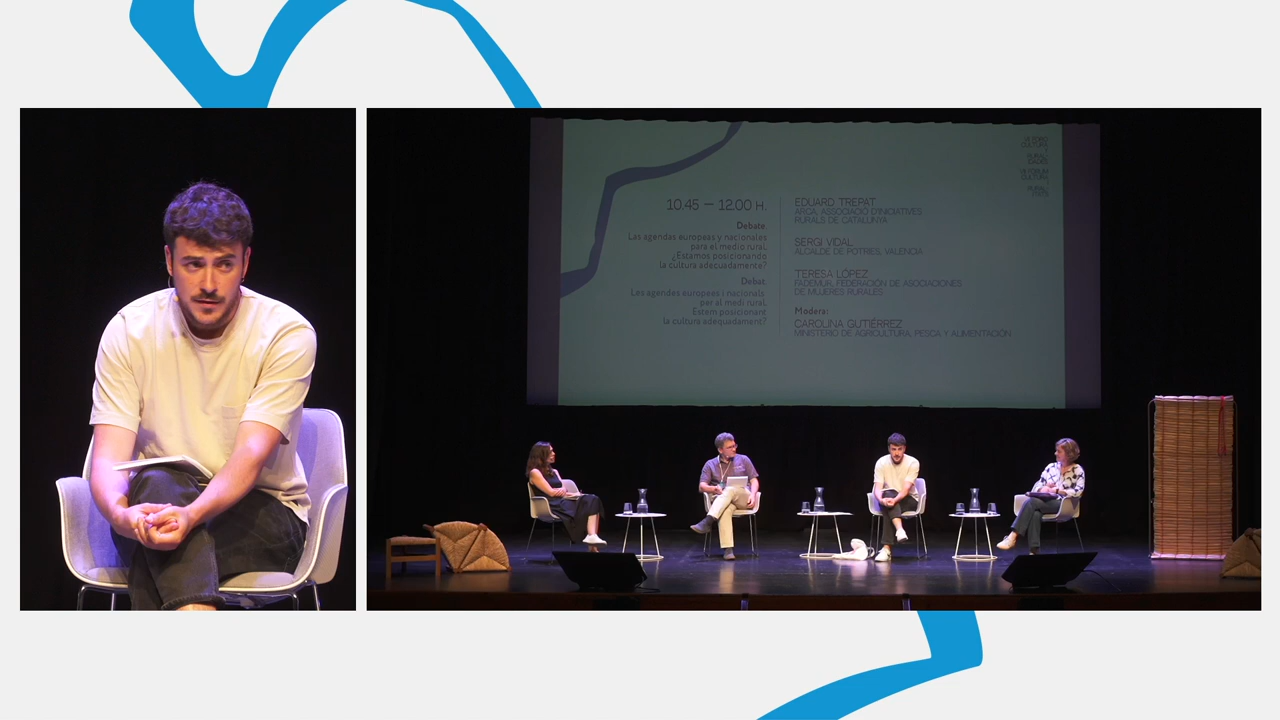 10.45 — 12.00 H.
Debate.
Las agendas europeas y nacionales
para el medio rural.
¿Estamos posicionando
la cultura adecuadamente?
Debat.
Les agendes europees i nacionals
per al medi rural.
Estem posicionant
la cultura adequadament?
EDUARD TREPAT
ARCA, ASSOCIACIÓ D'INICIATIVES
RURALS DE CATALUNYA
SERGI VIDAL
ALCALDE DE POTRIES, VALENCIA
TERESA LÓPEZ
FADEMUR, FEDERACIÓN DE ASOCIACIONES
DE MUJERES RURALES
Modera:
CAROLINA GUTIÉRREZ
MINISTERIO DE AGRICULTURA, PESCA Y ALIMENTACIÓN